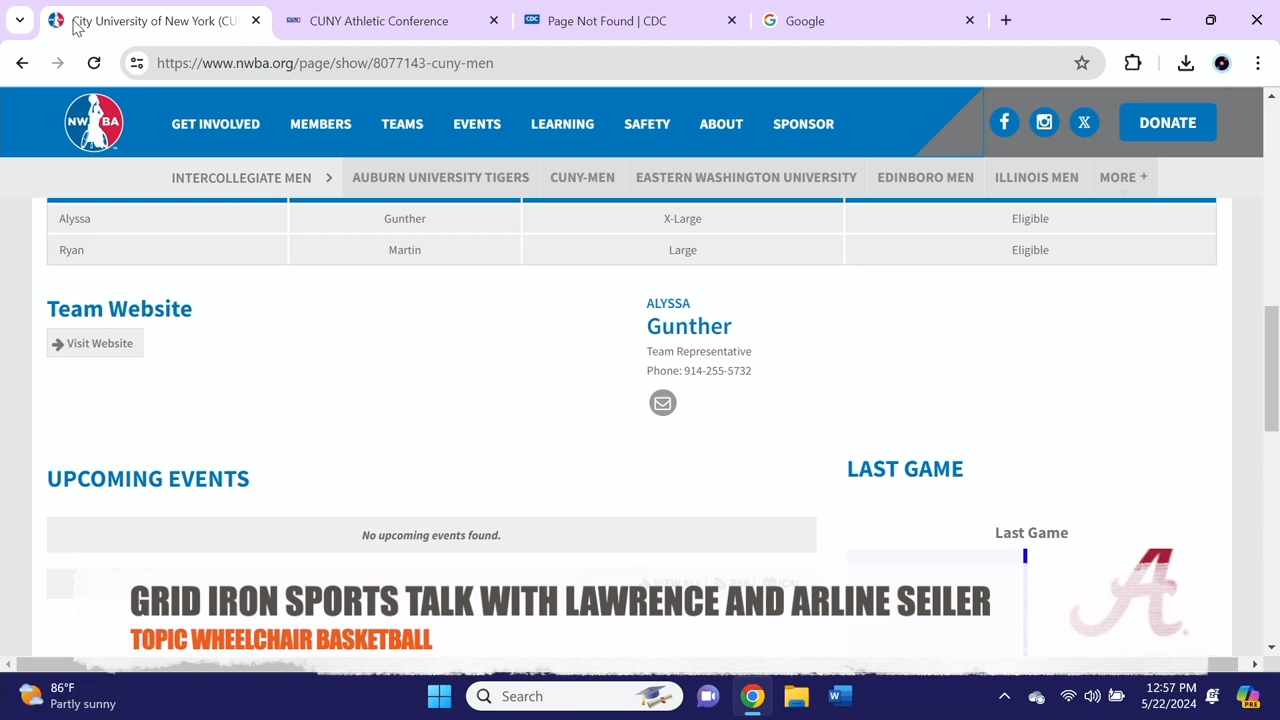 City University of New York (CU
CUNY Athletic Conference
CDC
Page Not Found | CDC
Google
https://www.nwba.org/page/show/8077143-cuny-men
NW BA
GET INVOLVED
MEMBERS
TEAMS
EVENTS
LEARNING
SAFETY
ABOUT
SPONSOR
DONATE
INTERCOLLEGIATE MEN
AUBURN UNIVERSITY TIGERS
CUNY-MEN
EASTERN WASHINGTON UNIVERSITY
EDINBORO MEN
ILLINOIS MEN
MORE +
Alyssa Gunther X-Large Eligible
Ryan Martin Large Eligible
Team Website
Visit Website
ALYSSA
Gunther
Team Representative
Phone: 914-255-5732
UPCOMING EVENTS
No upcoming events found.
LAST GAME
Last Game
A
GRID IRON SPORTS TALK WITH LAWRENCE AND ARLINE SEILER
TOPIC WHEELCHAIR BASKETBALL
86°F
Partly sunny
Search
W
12:57 PM
5/22/2024
PRE